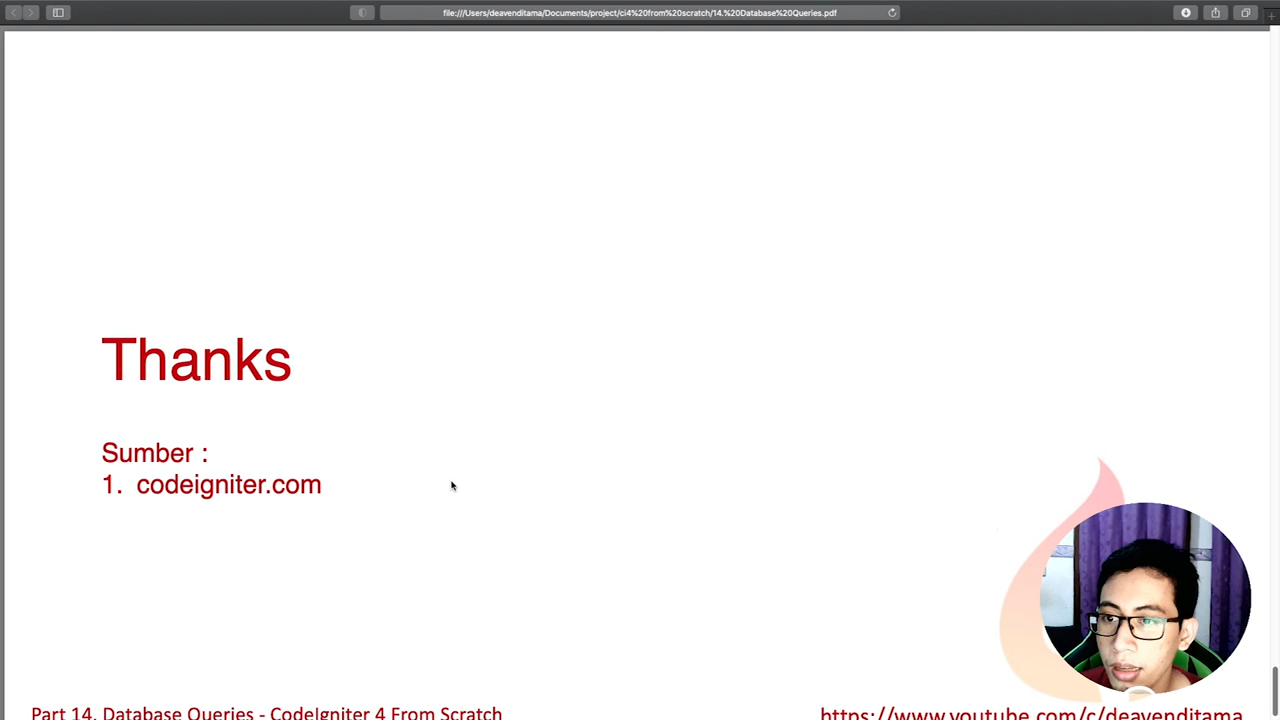 file:///Users/deavenditama/Documents/project/ci4%20from%20scratch/14.%20Database%20Queries.pdf
Thanks
Sumber :
1. codeigniter.com
Part 14. Database Queries - CodeIgniter 4 From Scratch
https://www.youtube.com/c/deavenditama